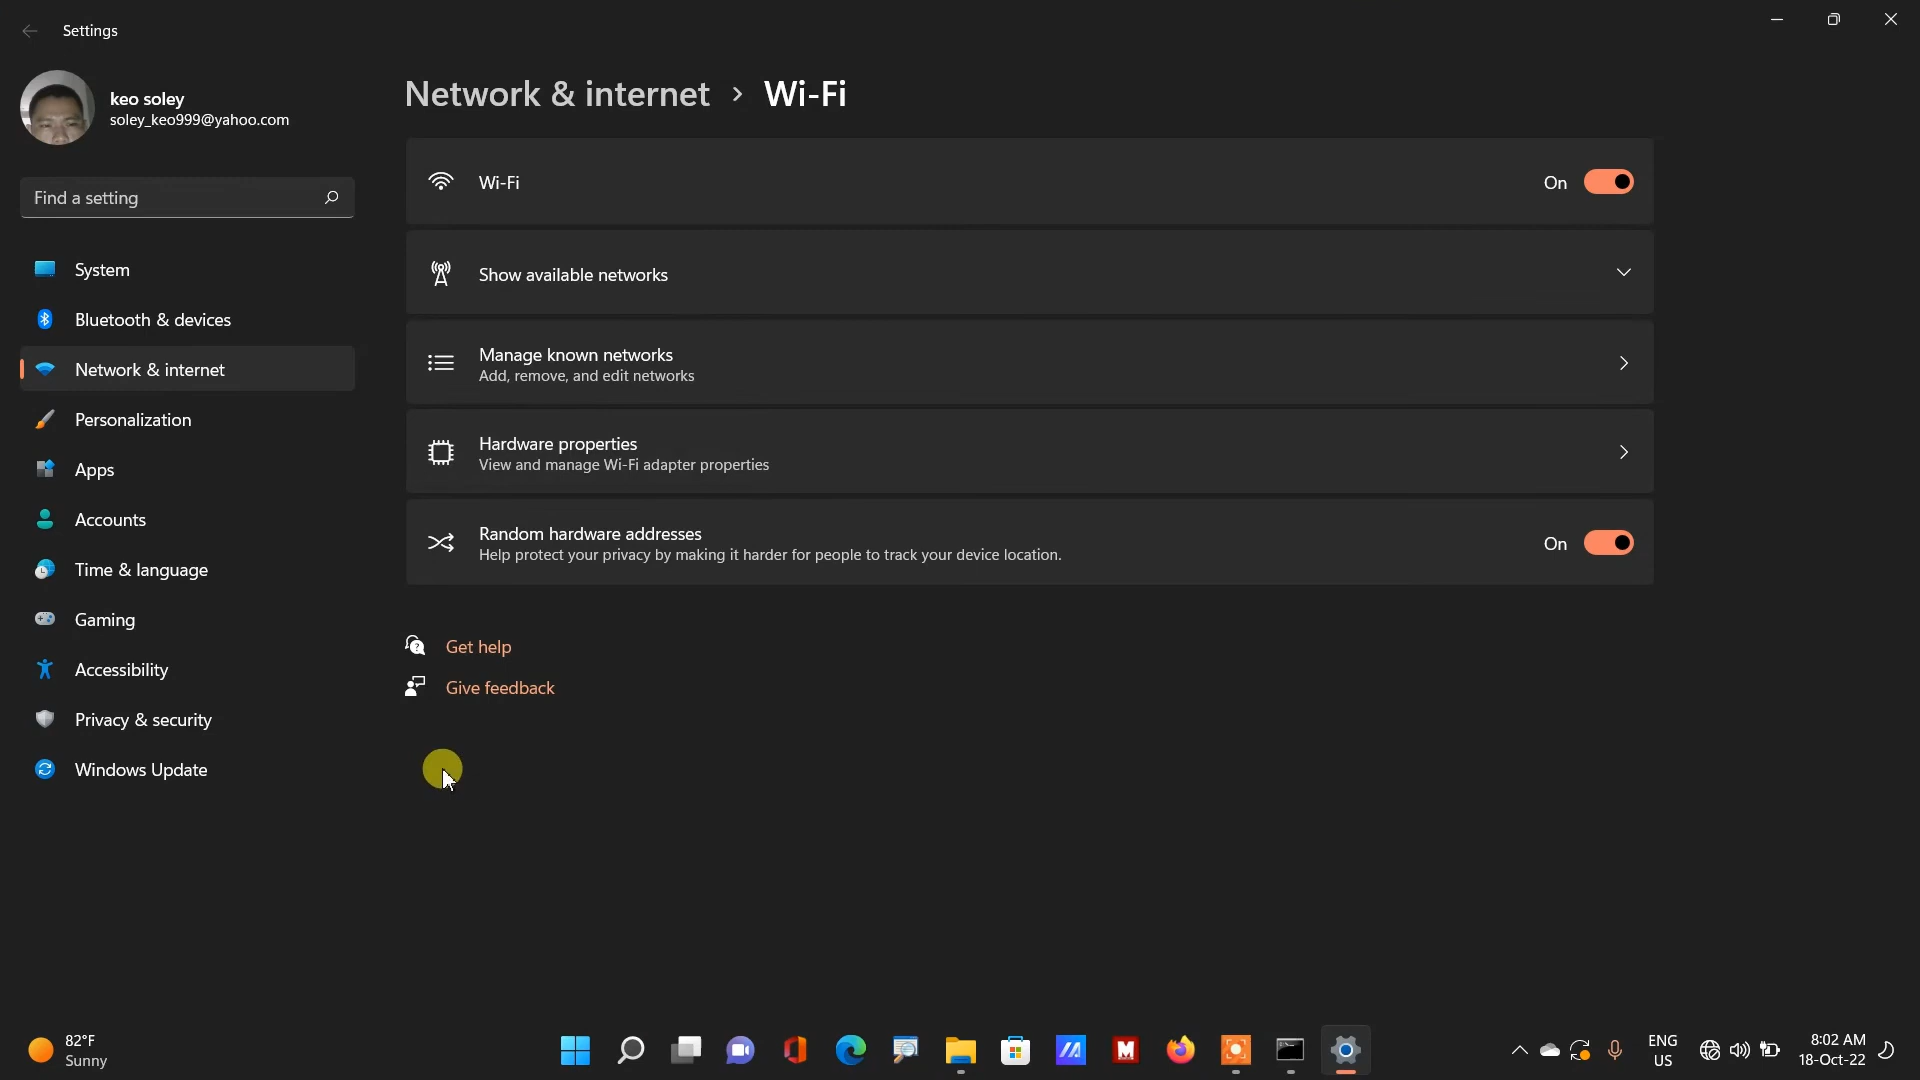 Settings
keo soley
soley_keo999@yahoo.com
Find a setting
System
Bluetooth & devices
Network & internet
Personalization
Apps
Accounts
Time & language
Gaming
Accessibility
Privacy & security
Windows Update
Network & internet > Wi-Fi
Wi-Fi
On
Show available networks
Manage known networks
Add, remove, and edit networks
Hardware properties
View and manage Wi-Fi adapter properties
Random hardware addresses
Help protect your privacy by making it harder for people to track your device location.
On
Get help
Give feedback
82°F
Sunny
ENG
US
8:02 AM
18-Oct-22